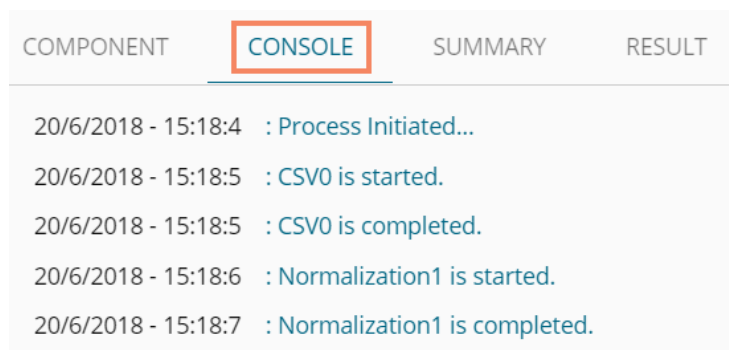 COMPONENT CONSOLE SUMMARY RESULT
20/6/2018 - 15:18:4 : Process Initiated...
20/6/2018 - 15:18:5 : CSV0 is started.
20/6/2018 - 15:18:5 : CSV0 is completed.
20/6/2018 - 15:18:6 : Normalization1 is started.
20/6/2018 - 15:18:7 : Normalization1 is completed.